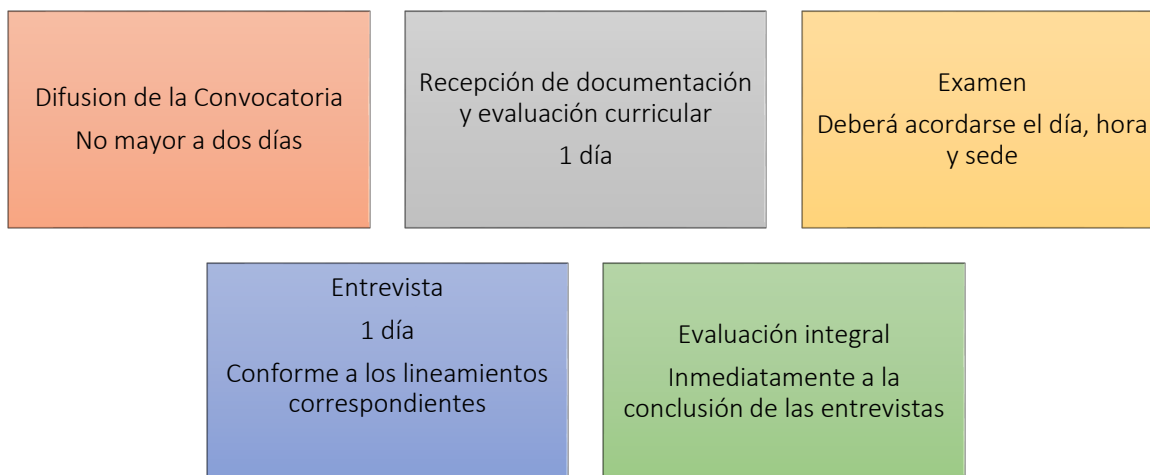 Difusion de la Convocatoria
No mayor a dos días
Recepción de documentación
y evaluación curricular
1 día
Examen
Deberá acordarse el día, hora
y sede
Entrevista
1 día
Conforme a los lineamientos
correspondientes
Evaluación integral
Inmediatamente a la
conclusión de las entrevistas